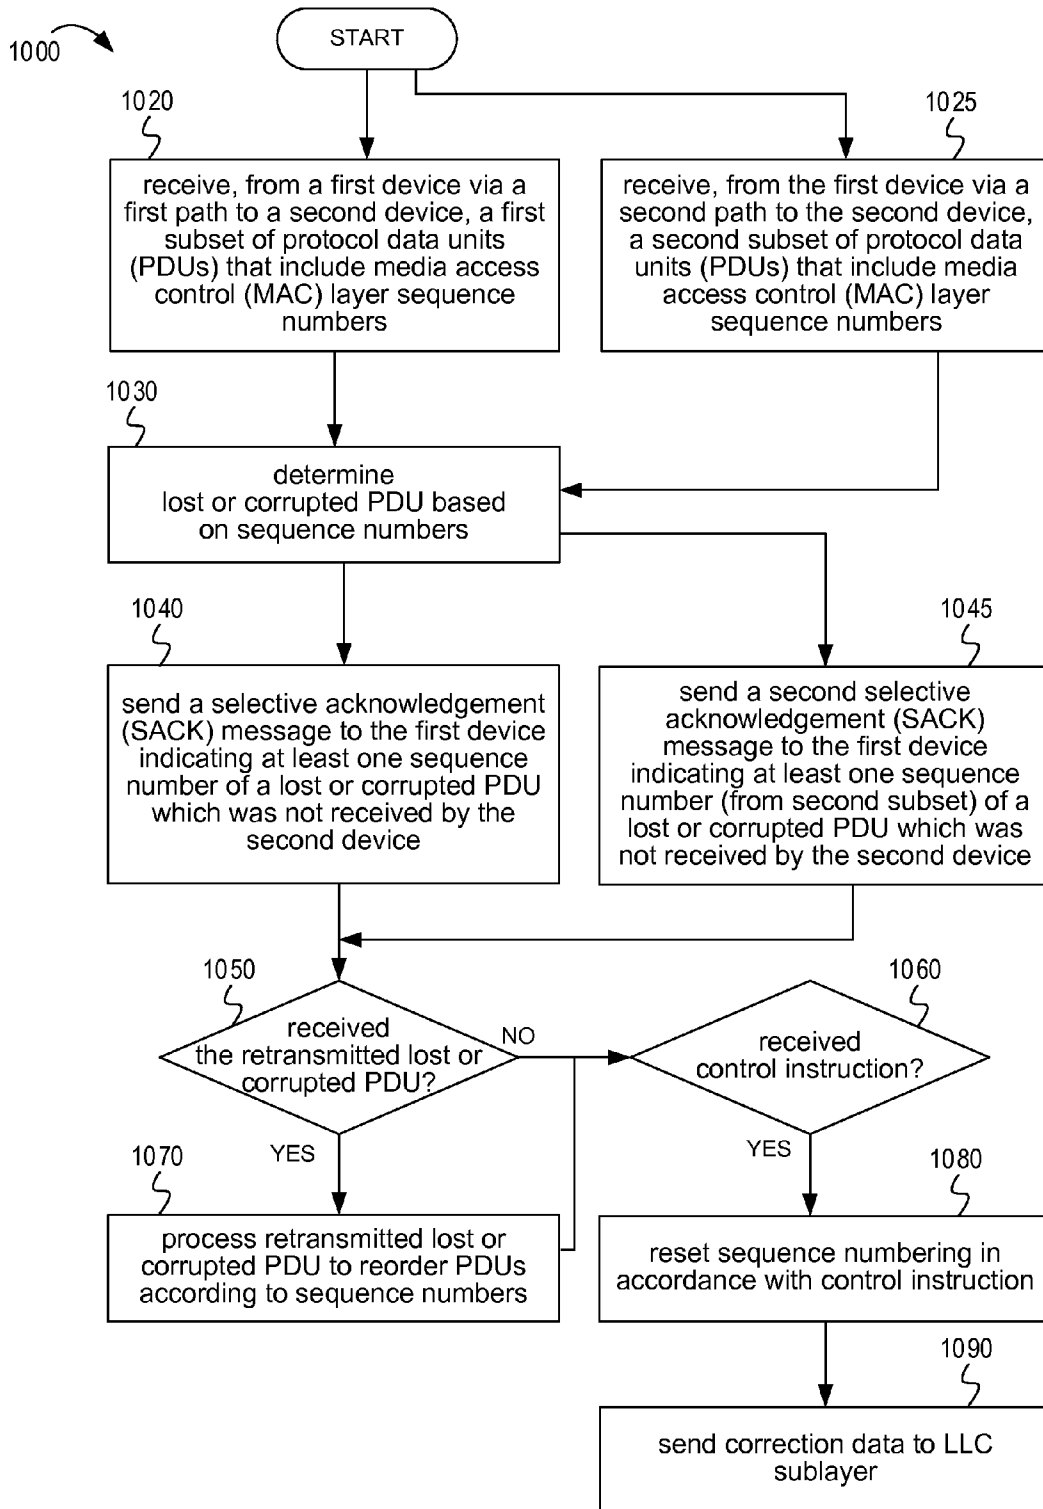 1000
START
1020
receive, from a first device via a
first path to a second device, a first
subset of protocol data units
(PDUs) that include media access
control (MAC) layer sequence
numbers
1025
receive, from the first device via a
second path to the second device,
a second subset of protocol data
units (PDUs) that include media
access control (MAC) layer
sequence numbers
1030
determine
lost or corrupted PDU based
on sequence numbers
1040
send a selective acknowledgement
(SACK) message to the first device
indicating at least one sequence
number of a lost or corrupted PDU
which was not received by the
second device
1045
send a second selective
acknowledgement (SACK)
message to the first device
indicating at least one sequence
number (from second subset) of a
lost or corrupted PDU which was
not received by the second device
1050
received
the retransmitted lost or
corrupted PDU?
NO
YES
1060
received
control instruction?
YES
1070
process retransmitted lost or
corrupted PDU to reorder PDUs
according to sequence numbers
1080
reset sequence numbering in
accordance with control instruction
1090
send correction data to LLC
sublayer